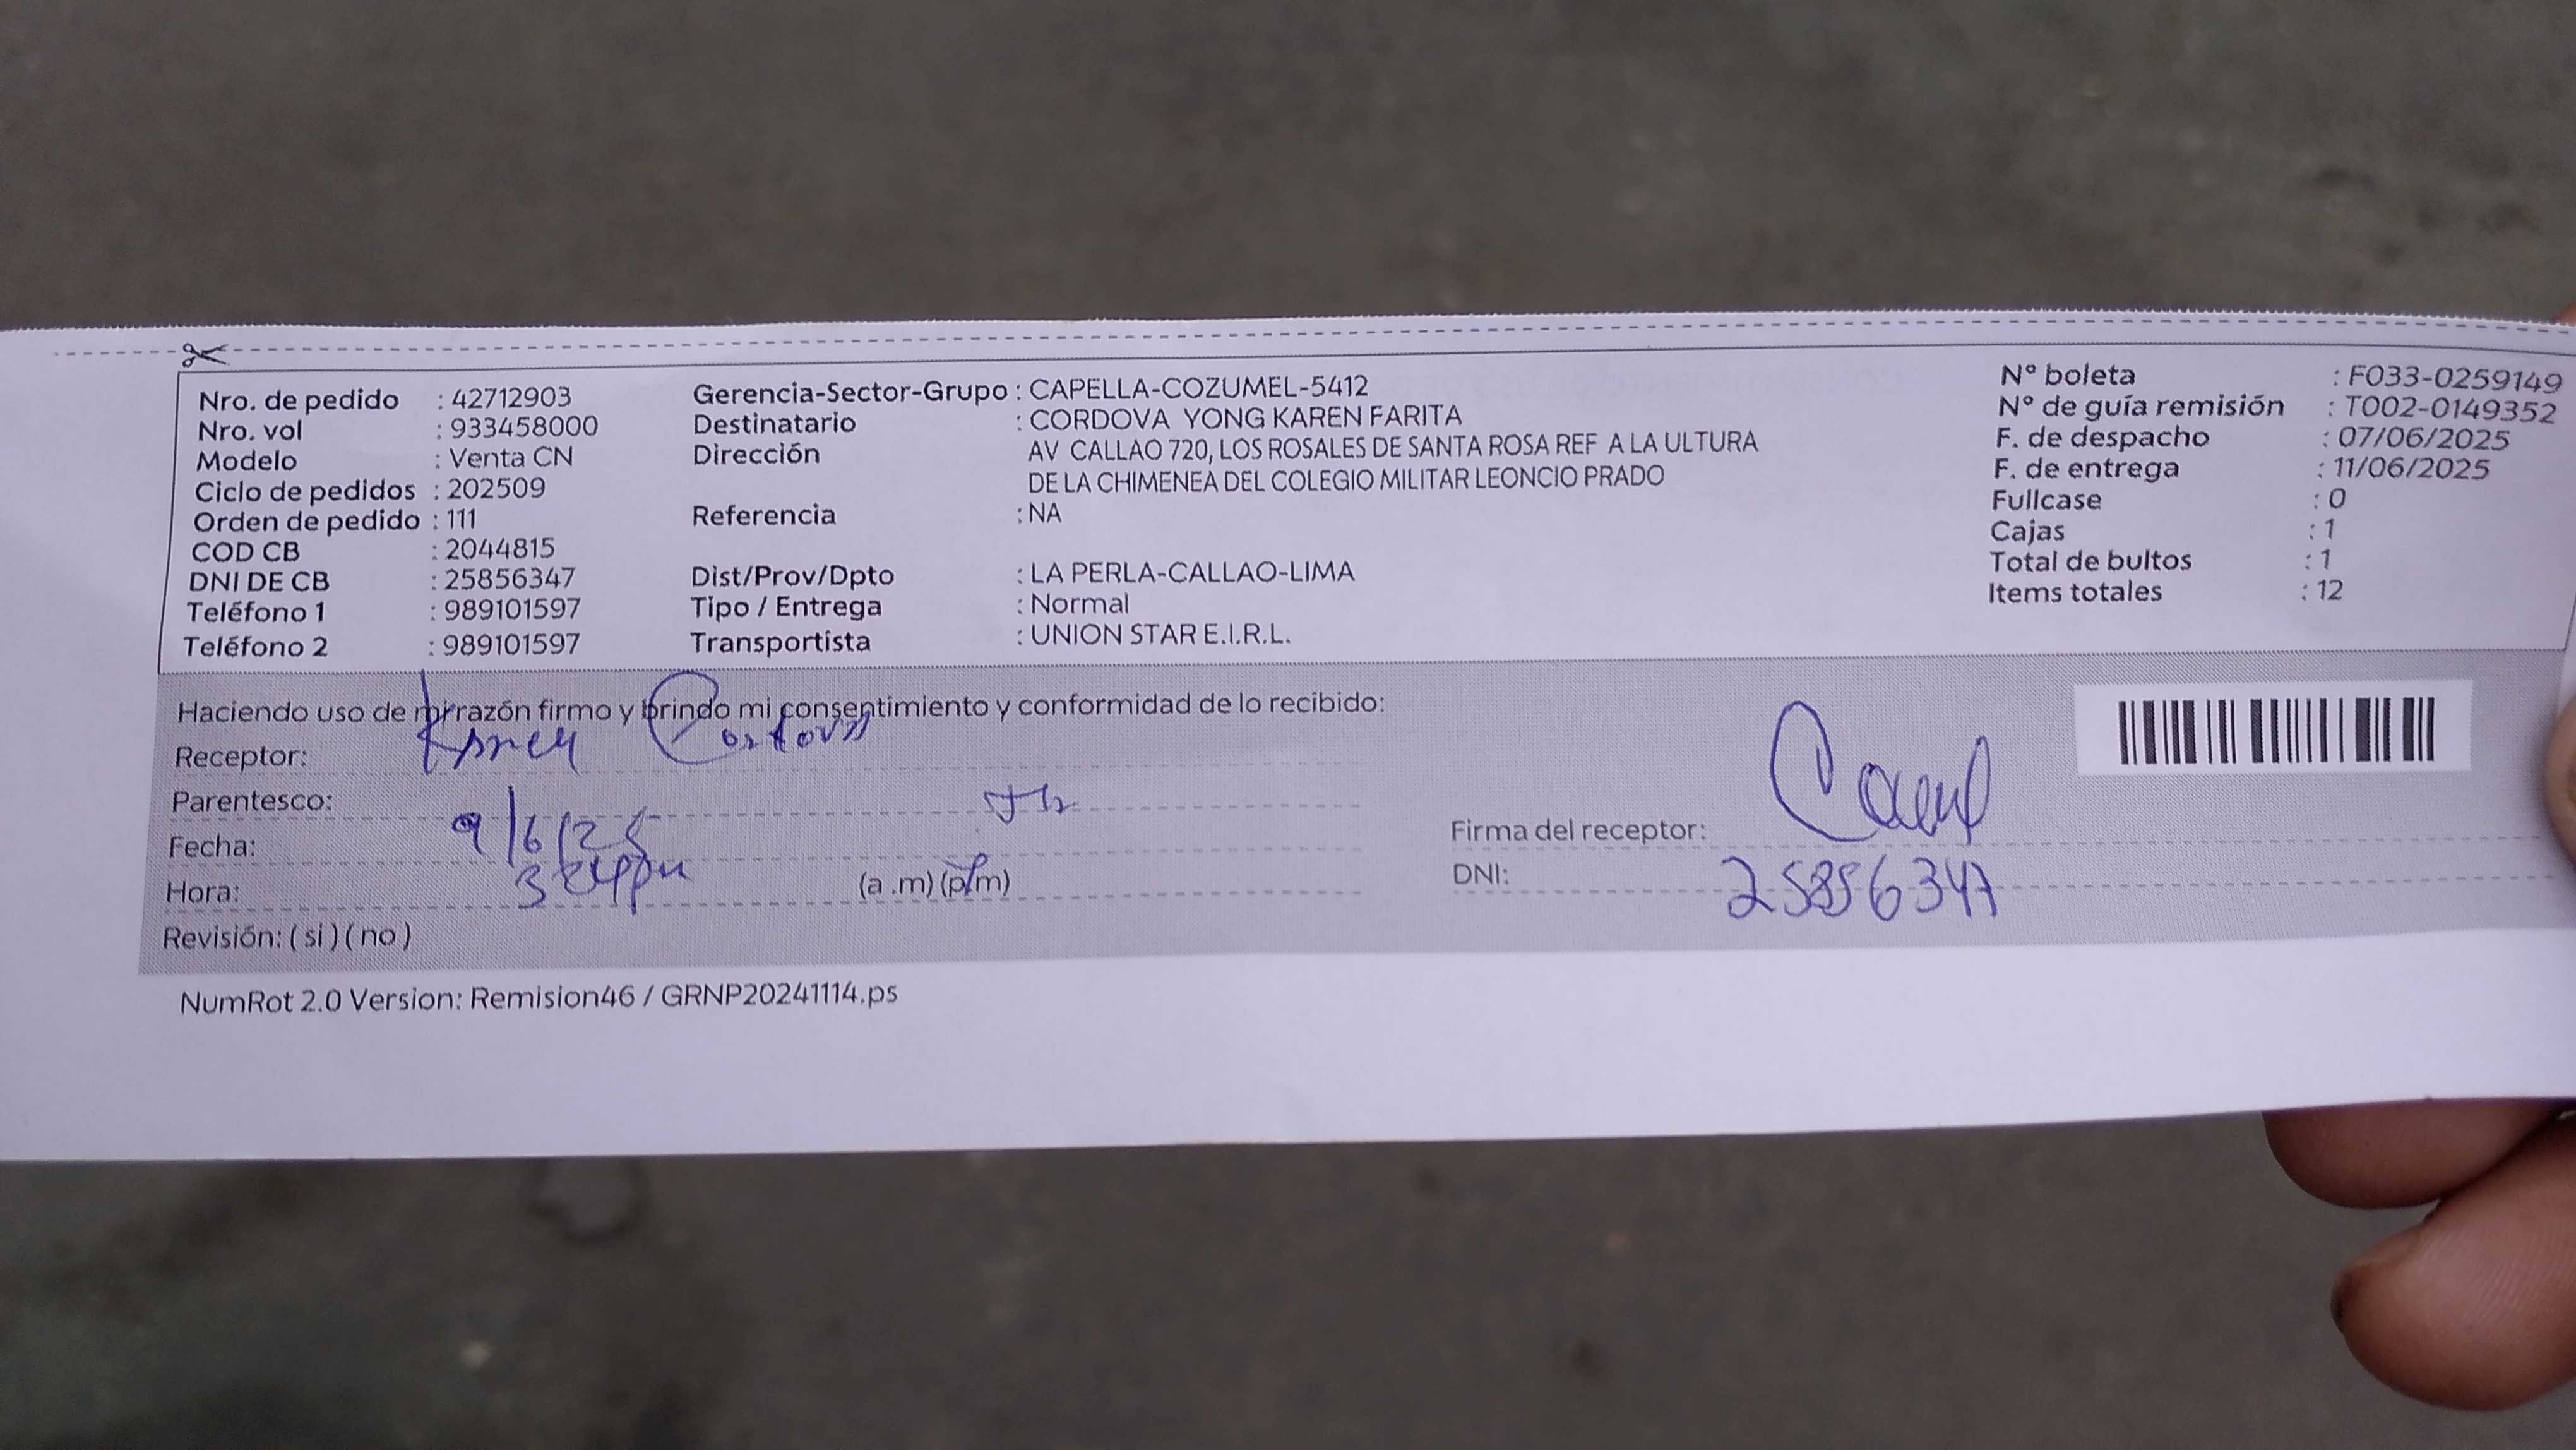 Nro. de pedido : 42712903
Nro. vol : 933458000
Modelo : Venta CN
Ciclo de pedidos : 202509
Orden de pedido : 111
COD CB : 2044815
DNI DE CB : 25856347
Teléfono 1 : 989101597
Teléfono 2 : 989101597
Gerencia-Sector-Grupo : CAPELLA-COZUMEL-5412
Destinatario : CORDOVA YONG KAREN FARITA
Dirección AV CALLAO 720, LOS ROSALES DE SANTA ROSA REF A LA ULTURA
DE LA CHIMENEA DEL COLEGIO MILITAR LEONCIO PRADO
Referencia : NA
Dist/Prov/Dpto : LA PERLA-CALLAO-LIMA
Tipo / Entrega : Normal
Transportista : UNION STAR E.I.R.L.
N° boleta : F033-0259149
N° de guía remisión : T002-0149352
F. de despacho : 07/06/2025
F. de entrega : 11/06/2025
Fullcase : 0
Cajas : 1
Total de bultos : 1
Items totales : 12
Haciendo uso de mi razón firmo y brindo mi consentimiento y conformidad de lo recibido:
Receptor: Karen Cordova
Parentesco:
Fecha: 9/6/25
Hora: (a .m) (p.m)
Revisión: ( si ) ( no )
Firma del receptor:
DNI: 25856347
NumRot 2.0 Version: Remision46 / GRNP20241114.ps